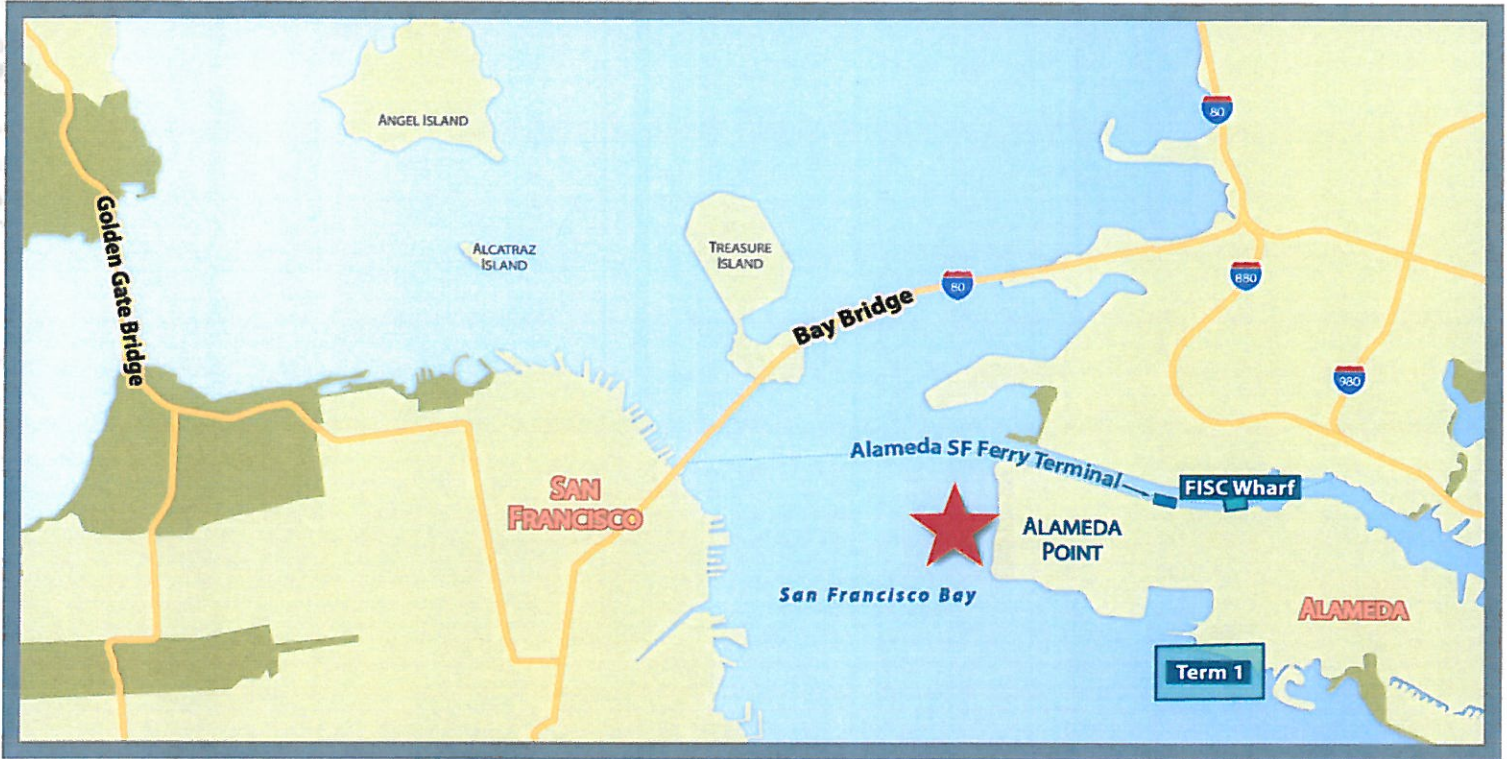 ANGEL ISLAND
80
Golden Gate Bridge
ALCATRAZ
ISLAND
TREASURE
ISLAND
80
Bay Bridge
880
980
Alameda SF Ferry Terminal
FISC Wharf
SAN
FRANCISCO
ALAMEDA
POINT
San Francisco Bay
ALAMEDA
Term 1